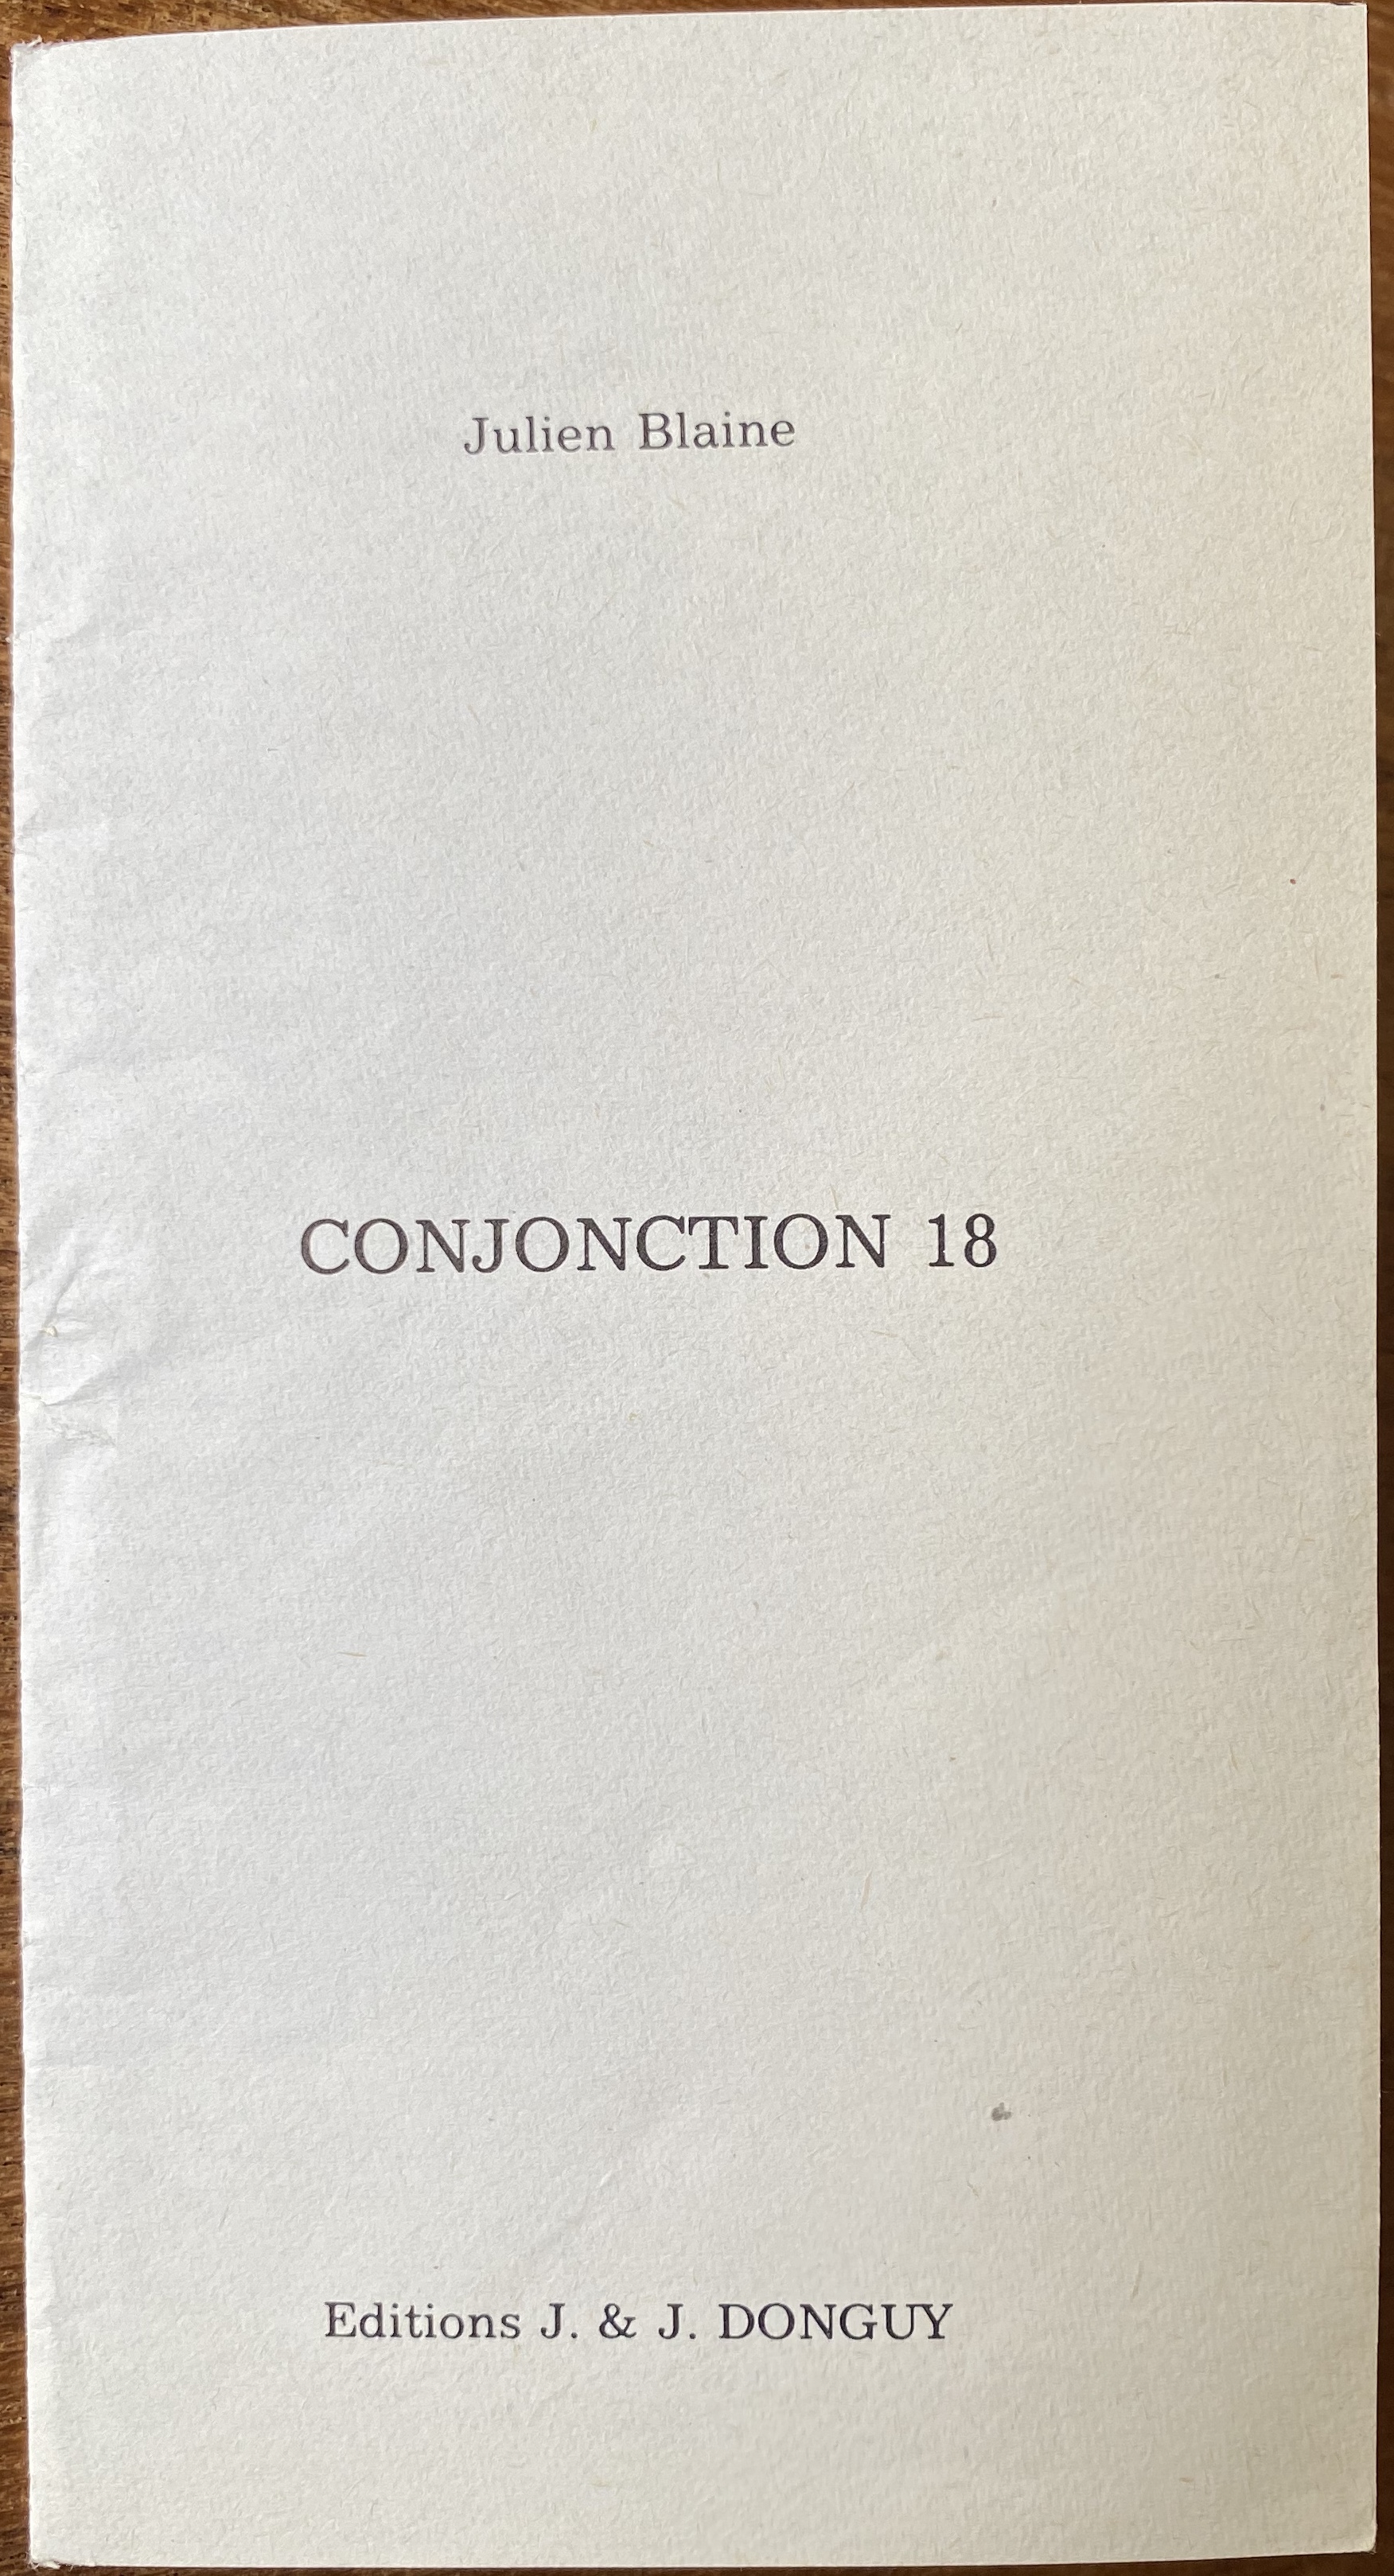 Julien Blaine
CONJONCTION 18
Editions J. & J. DONGUY